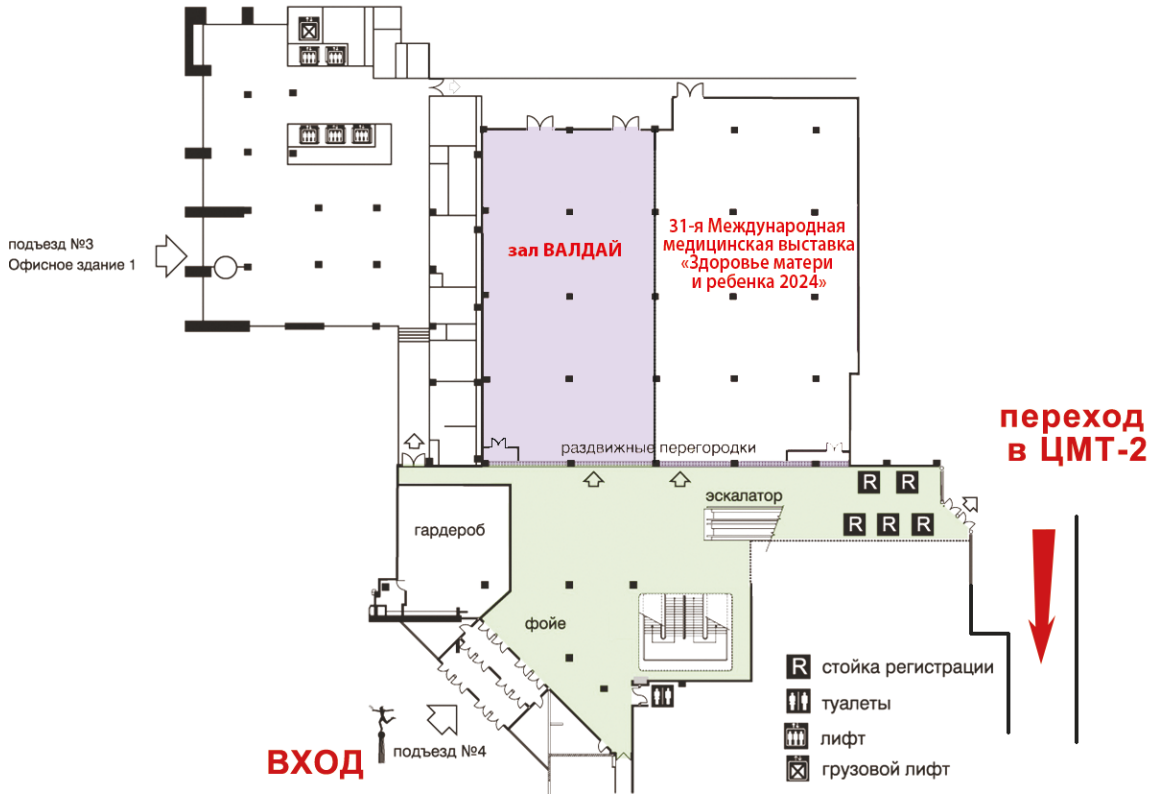 подъезд №3
Офисное здание 1
зал ВАЛДАЙ
31-я Международная
медицинская выставка
«Здоровье матери
и ребенка 2024»
переход
в ЦМТ-2
раздвижные перегородки
эскалатор
R R
R R R
гардероб
фойе
R стойка регистрации
туалеты
лифт
грузовой лифт
ВХОД
подъезд №4